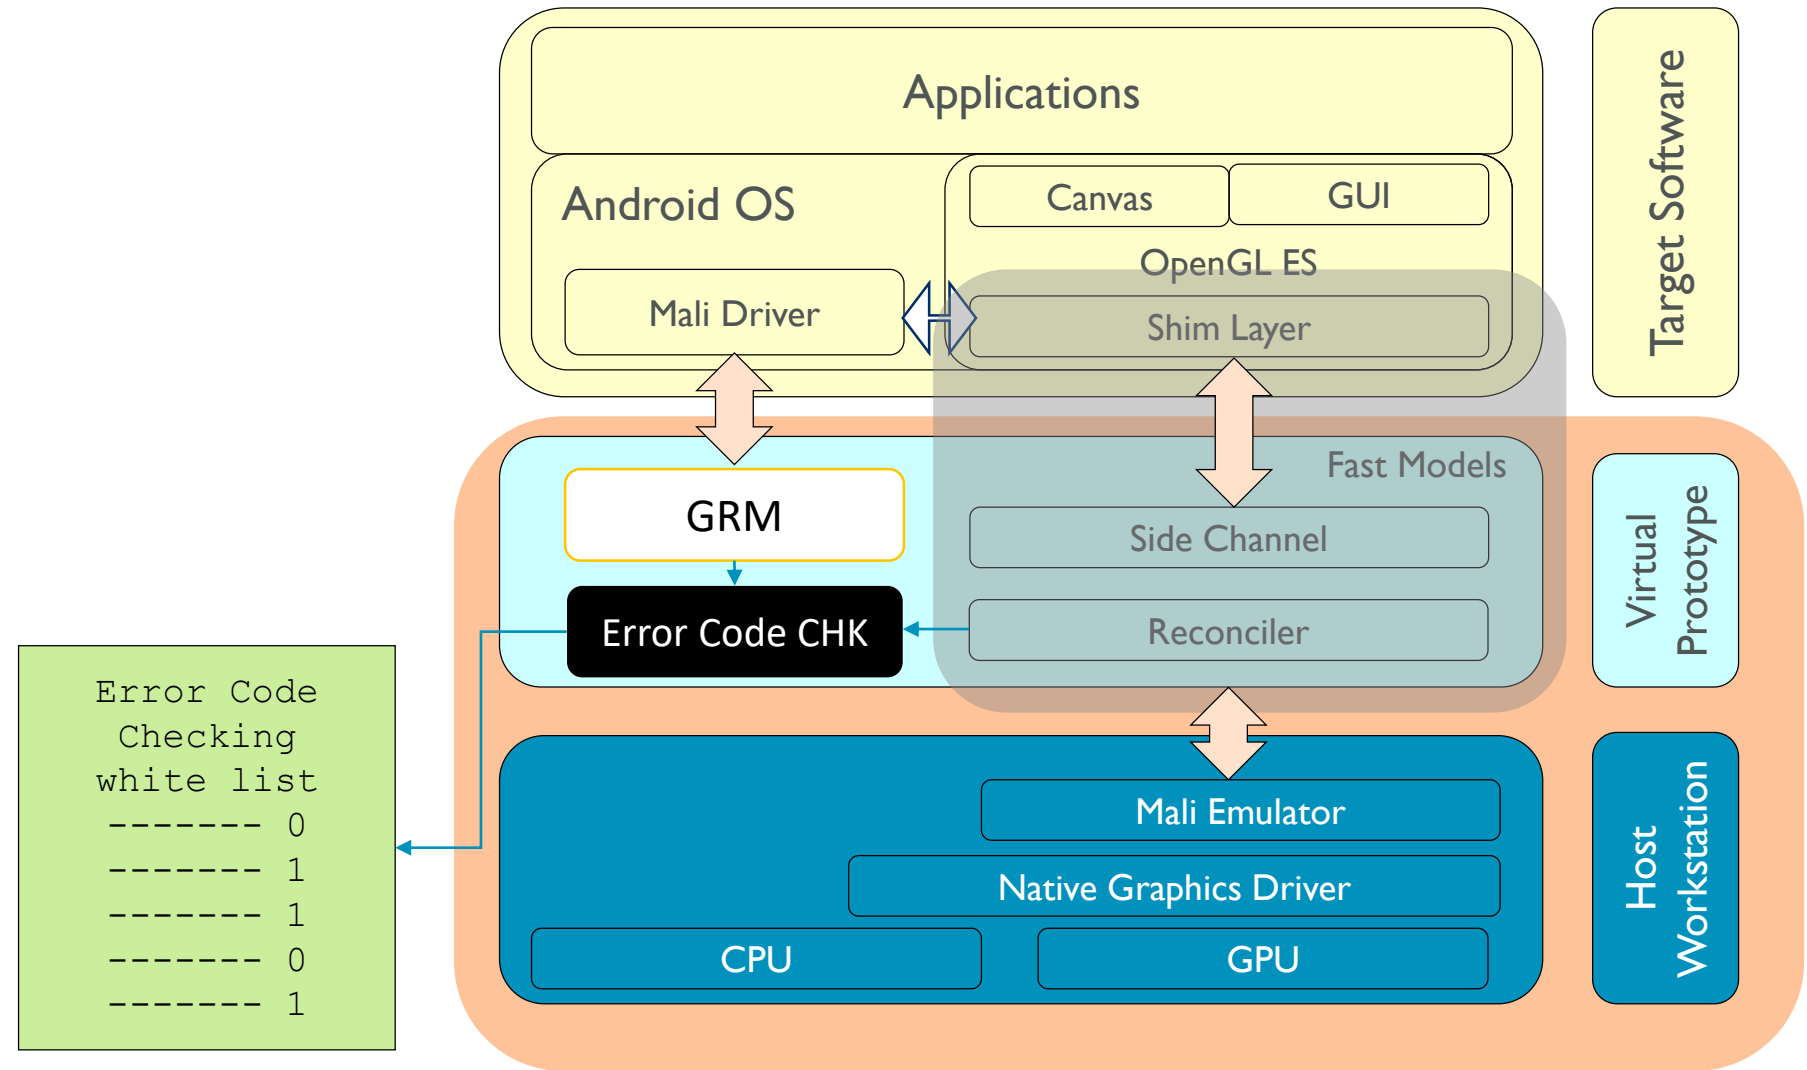 Applications
Target Software
Android OS
Canvas
GUI
OpenGL ES
Mali Driver
Shim Layer
Fast Models
GRM
Side Channel
Error Code CHK
Reconciler
Virtual
Prototype
Error Code
Checking
white list
------- 0
------- 1
------- 1
------- 0
------- 1
Mali Emulator
Native Graphics Driver
CPU
GPU
Host
Workstation